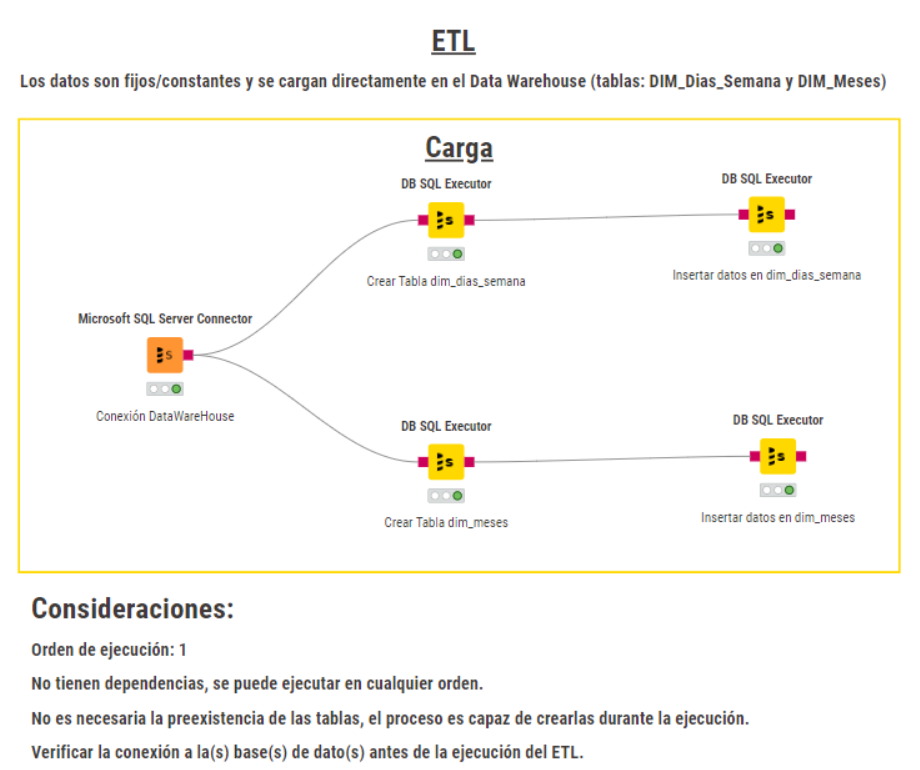 ETL
Los datos son fijos/constantes y se cargan directamente en el Data Warehouse (tablas: DIM_Dias_Semana y DIM_Meses)
Carga
DB SQL Executor
DB SQL Executor
S
S
Crear Tabla dim_dias_semana
Insertar datos en dim_dias_semana
Microsoft SQL Server Connector
S
Conexión DataWareHouse
DB SQL Executor
DB SQL Executor
S
S
Crear Tabla dim_meses
Insertar datos en dim_meses
Consideraciones:
Orden de ejecución: 1
No tienen dependencias, se puede ejecutar en cualquier orden.
No es necesaria la preexistencia de las tablas, el proceso es capaz de crearlas durante la ejecución.
Verificar la conexión a la(s) base(s) de dato(s) antes de la ejecución del ETL.